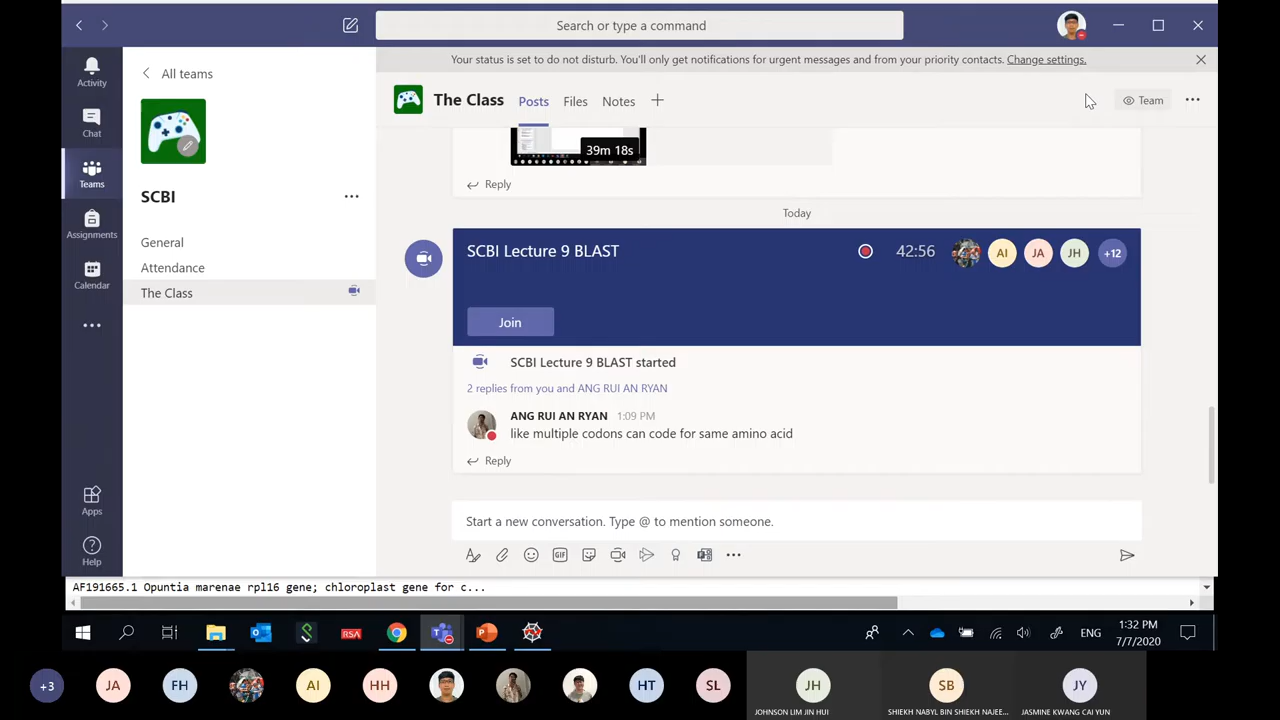 Search or type a command
Your status is set to do not disturb. You'll only get notifications for urgent messages and from your priority contacts. Change settings.
Activity
Chat
Teams
Assignments
Calendar
Apps
Help
All teams
SCBI
General
Attendance
The Class
The Class
Posts
Files
Notes
Team
39m 18s
Reply
Today
SCBI Lecture 9 BLAST
42:56
AI
JA
JH
+12
Join
SCBI Lecture 9 BLAST started
2 replies from you and ANG RUI AN RYAN
ANG RUI AN RYAN 1:09 PM
like multiple codons can code for same amino acid
Reply
Start a new conversation. Type @ to mention someone.
GIF
AF191665.1 Opuntia marenae rpl16 gene; chloroplast gene for c...
RSA
ENG
1:32 PM
7/7/2020
+3
JA
FH
AI
HH
HT
SL
JH
SB
JY
JOHNSON LIM JIN HUI
SHIEKH NABYL BIN SHIEKH NAJEE...
JASMINE KWANG CAI YUN